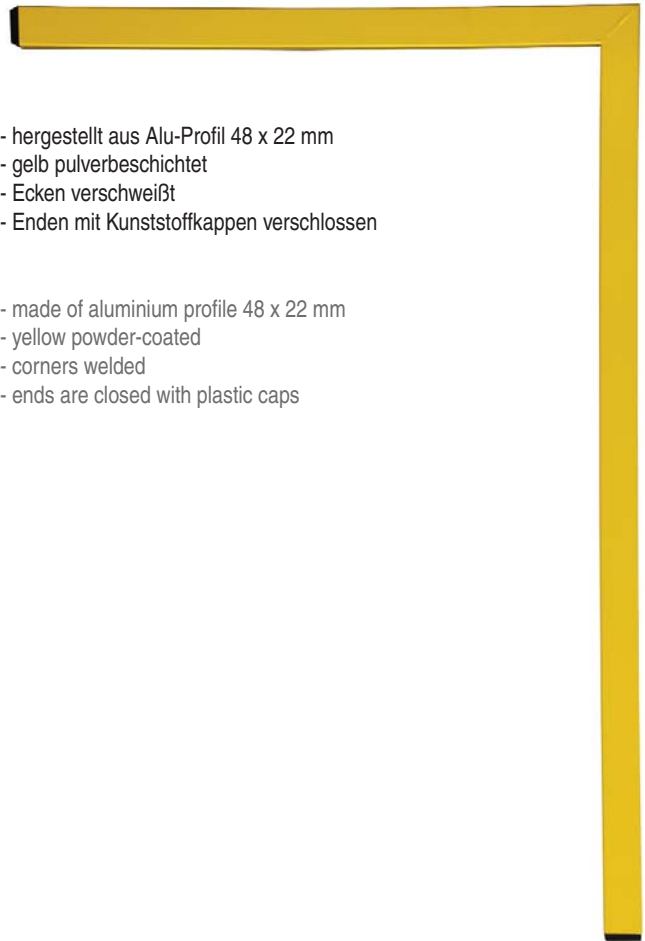 - hergestellt aus Alu-Profil 48 x 22 mm
- gelb pulverbeschichtet
- Ecken verschweißt
- Enden mit Kunststoffkappen verschlossen
- made of aluminium profile 48 x 22 mm
- yellow powder-coated
- corners welded
- ends are closed with plastic caps